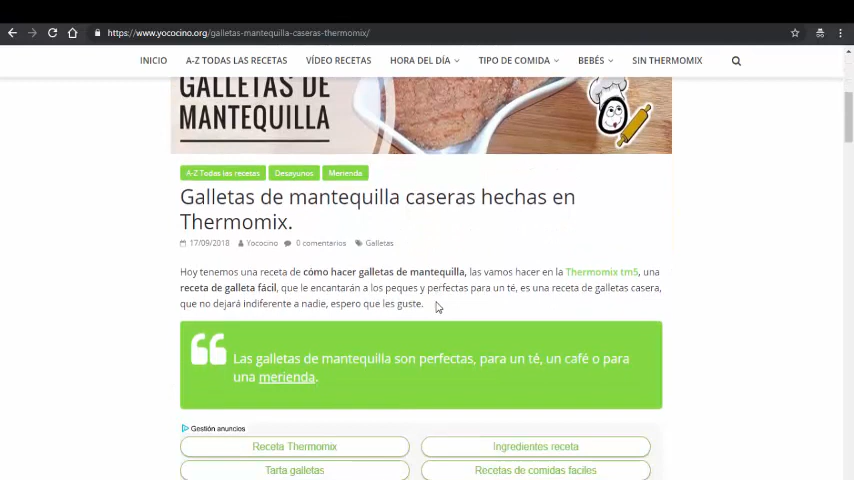 https://www.yococino.org/galletas-mantequilla-caseras-thermomix/
INICIO A-Z TODAS LAS RECETAS VÍDEO RECETAS HORA DEL DÍA TIPO DE COMIDA BEBÉS SIN THERMOMIX
GALLETAS DE
MANTEQUILLA
A-Z Todas las recetas Desayunos Merienda
Galletas de mantequilla caseras hechas en
Thermomix.
17/09/2018 Yococino 0 comentarios Galletas
Hoy tenemos una receta de cómo hacer galletas de mantequilla, las vamos hacer en la Thermomix tm5, una
receta de galleta fácil, que le encantarán a los peques y perfectas para un té, es una receta de galletas casera,
que no dejará indiferente a nadie, espero que les guste.
Las galletas de mantequilla son perfectas, para un té, un café o para
una merienda.
Gestión anuncios
Receta Thermomix Ingredientes receta
Tarta galletas Recetas de comidas faciles